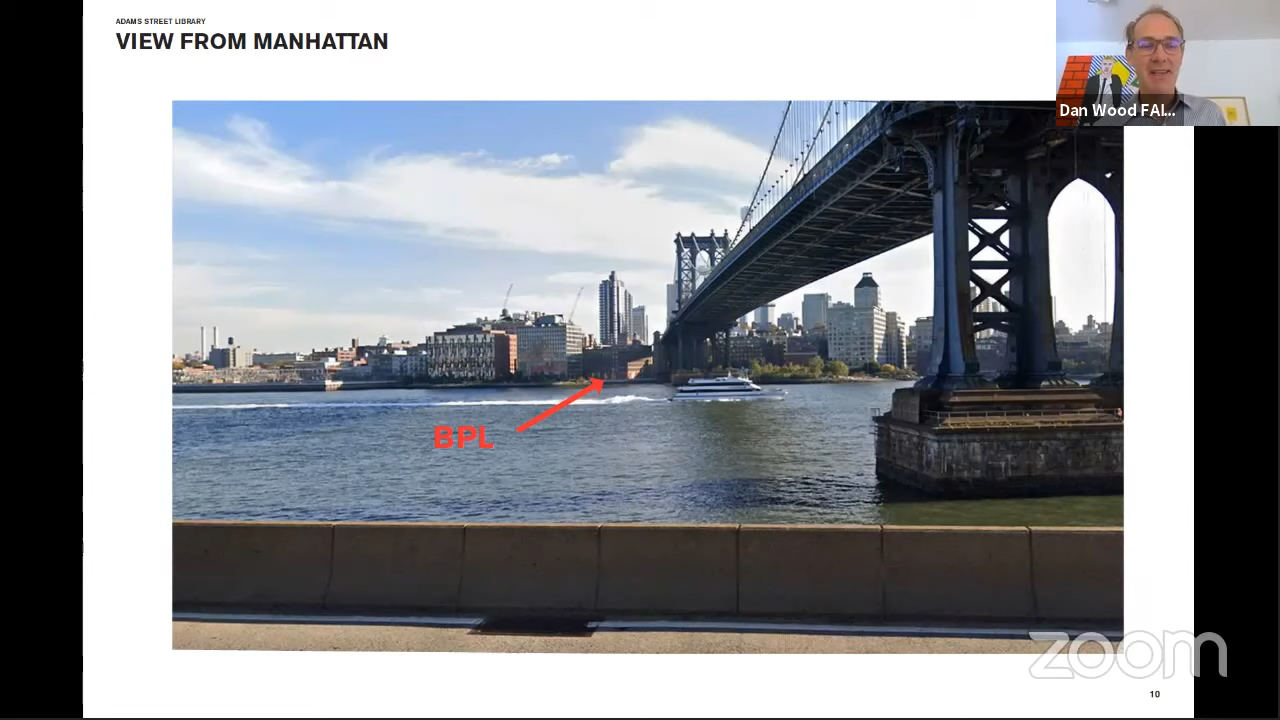 ADAMS STREET LIBRARY
VIEW FROM MANHATTAN
Dan Wood FAI...
BPL
zoom
10